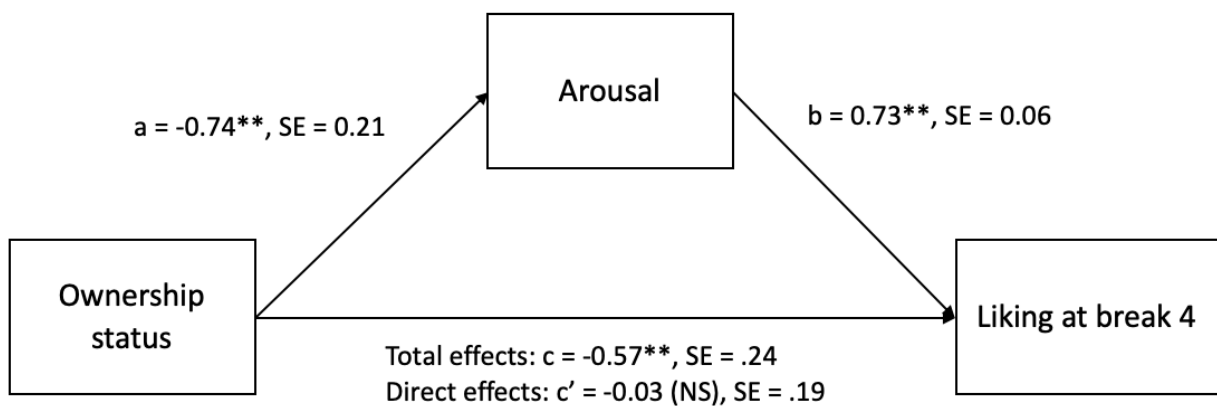 Arousal
a = -0.74**, SE = 0.21
b = 0.73**, SE = 0.06
Ownership
status
Liking at break 4
Total effects: c = -0.57**, SE = .24
Direct effects: c’ = -0.03 (NS), SE = .19